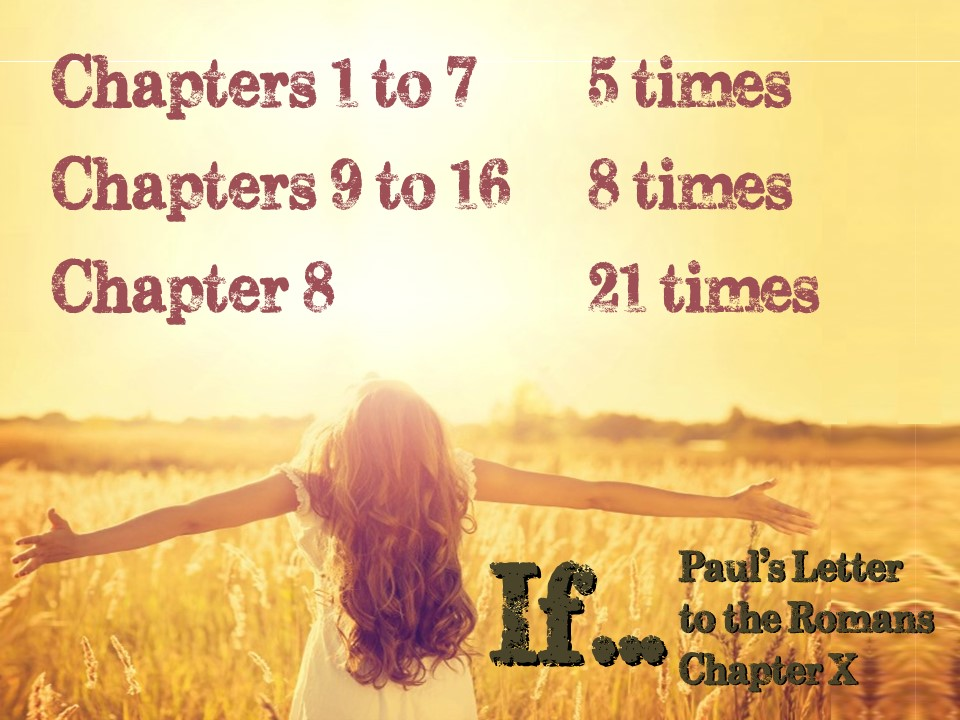 Chapters 1 to 7 5 times
Chapters 9 to 16 8 times
Chapter 8 21 times
If...
Paul's Letter
to the Romans
Chapter X